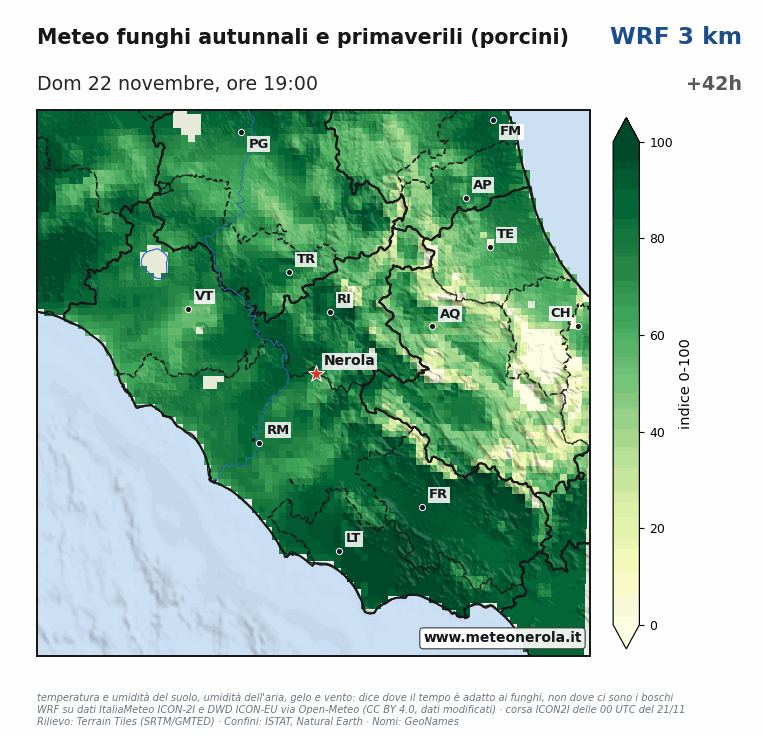 Meteo funghi autunnali e primaverili (porcini)
WRF 3 km
Dom 22 novembre, ore 19:00
+42h
FM
PG
AP
TE
TR
VT
RI
AQ
CH
Nerola
RM
FR
LT
www.meteonerola.it
100
80
60
40
20
0
indice 0-100
temperatura e umidità del suolo, umidità dell'aria, gelo e vento: dice dove il tempo è adatto ai funghi, non dove ci sono i boschi
WRF su dati ItaliaMeteo ICON-2I e DWD ICON-EU via Open-Meteo (CC BY 4.0, dati modificati) · corsa ICON2I delle 00 UTC del 21/11
Rilievo: Terrain Tiles (SRTM/GMTED) · Confini: ISTAT, Natural Earth · Nomi: GeoNames